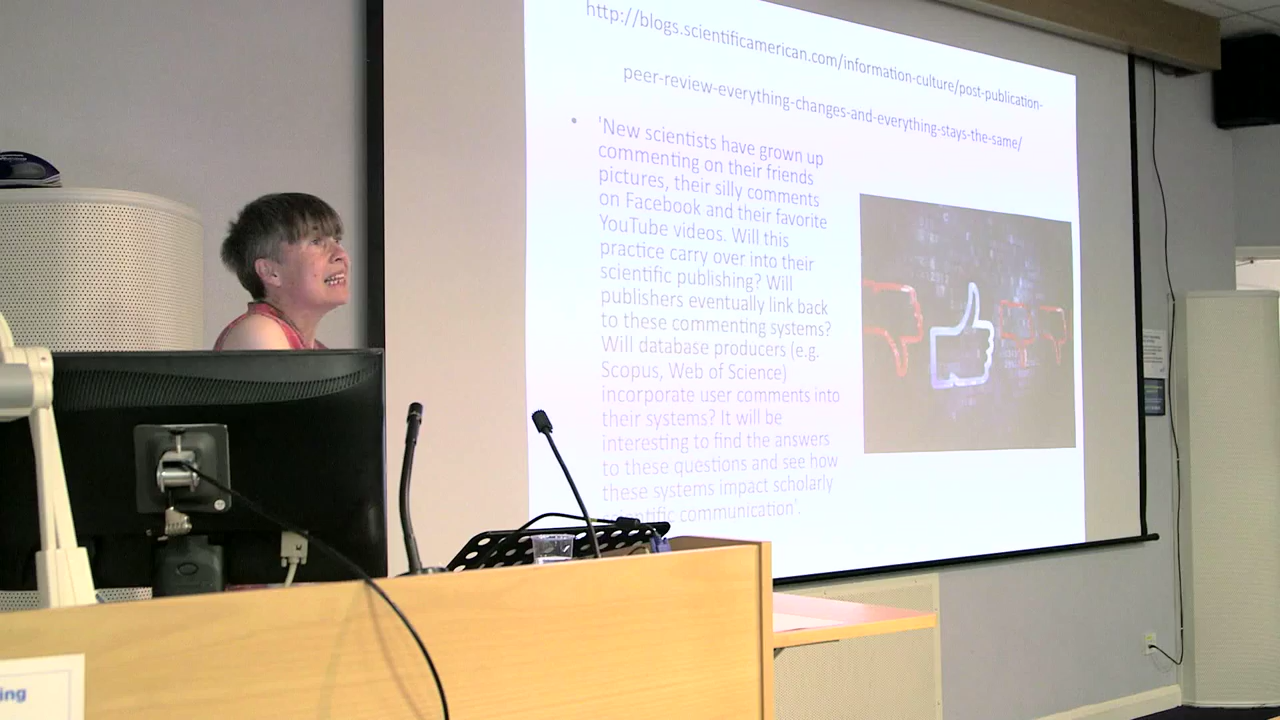 http://blogs.scientificamerican.com/information-culture/post-publication-
peer-review-everything-changes-and-everything-stays-the-same/
• 'New scientists have grown up
commenting on their friends
pictures, their silly comments
on Facebook and their favorite
YouTube videos. Will this
practice carry over into their
scientific publishing? Will
publishers eventually link back
to these commenting systems?
Will database producers (e.g.
Scopus, Web of Science)
incorporate user comments into
their systems? It will be
interesting to find the answers
to these questions and see how
these systems impact scholarly
scientific communication'.
ing